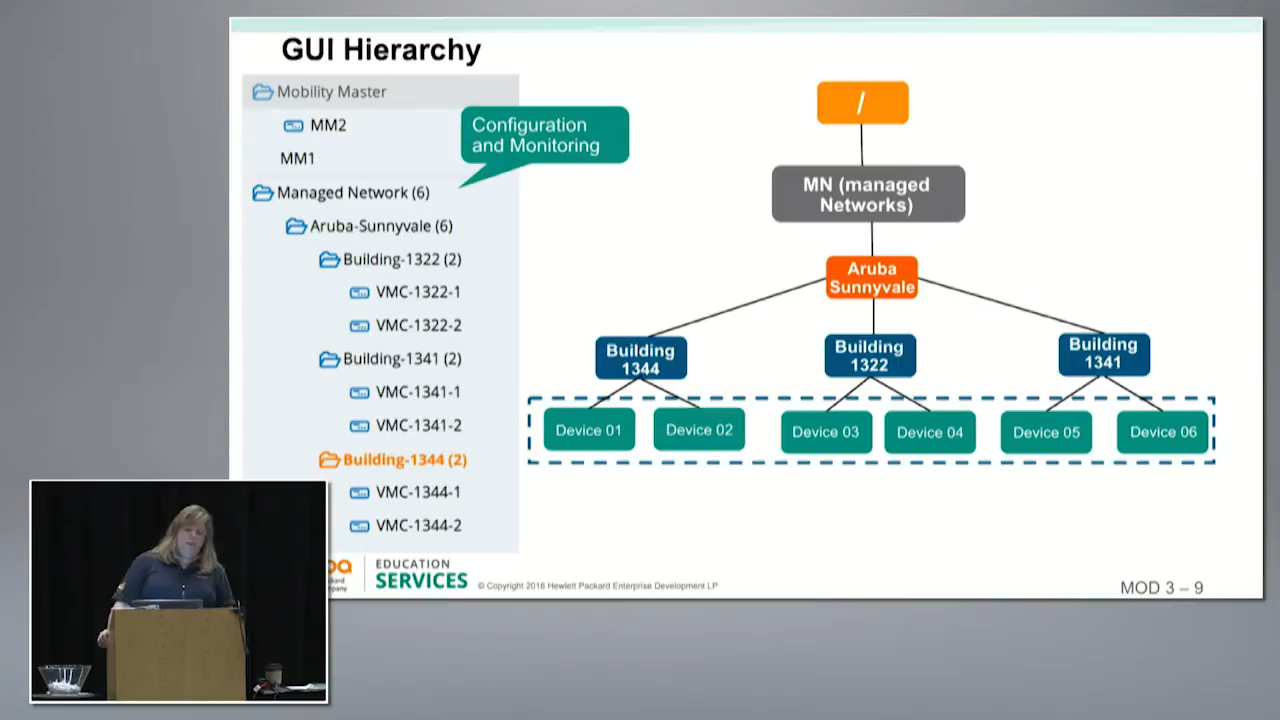 GUI Hierarchy
Mobility Master
MM2
MM1
Managed Network (6)
Aruba-Sunnyvale (6)
Building-1322 (2)
VMC-1322-1
VMC-1322-2
Building-1341 (2)
VMC-1341-1
VMC-1341-2
Building-1344 (2)
VMC-1344-1
VMC-1344-2
Configuration
and Monitoring
/
MN (managed
Networks)
Aruba
Sunnyvale
Building
1344
Building
1322
Building
1341
Device 01
Device 02
Device 03
Device 04
Device 05
Device 06
EDUCATION
SERVICES
© Copyright 2016 Hewlett Packard Enterprise Development LP
MOD 3 – 9